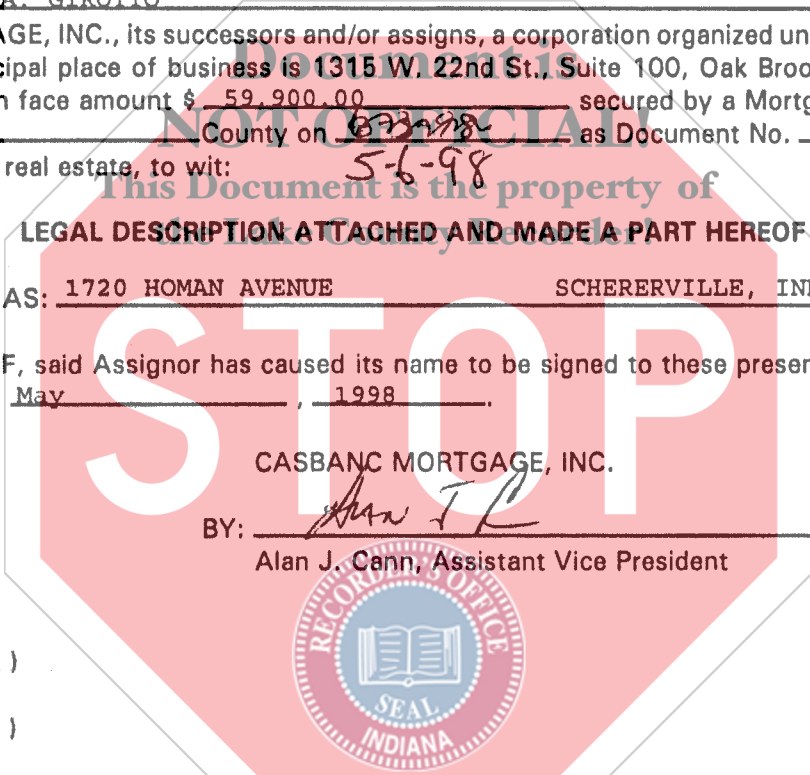 A. GIROTTO
AGE, INC., its successors and/or assigns, a corporation organized un
cipal place of business is 1315 W. 22nd St., Suite 100, Oak Broo
n face amount $ 59,900.00 secured by a Mortg
County on as Document No.
5-6-98
real estate, to wit:
Document is
NOT OFFICIAL!
This Document is the property of
the Lake County Recorder!
LEGAL DESCRIPTION ATTACHED AND MADE A PART HEREOF
AS: 1720 HOMAN AVENUE SCHERERVILLE, IN
F, said Assignor has caused its name to be signed to these presen
May , 1998 .
STOP
CASBANC MORTGAGE, INC.
BY:
Alan J. Cann, Assistant Vice President
RECORDER'S OFFICE
SEAL
INDIANA
)
)